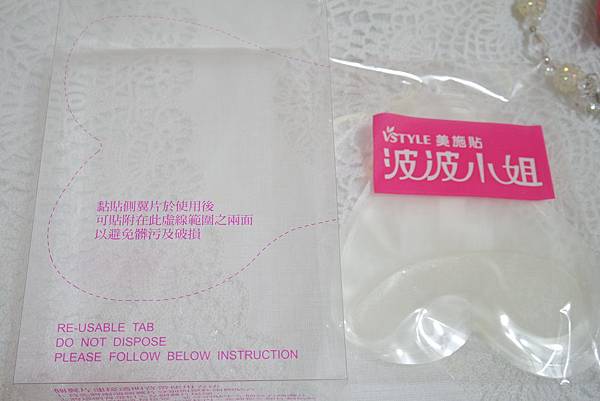 黏貼側翼片於使用後
可貼附在此虛線範圍之兩面
以避免髒污及破損
RE-USABLE TAB
DO NOT DISPOSE
PLEASE FOLLOW BELOW INSTRUCTION
VSTYLE 美施貼
波波小姐